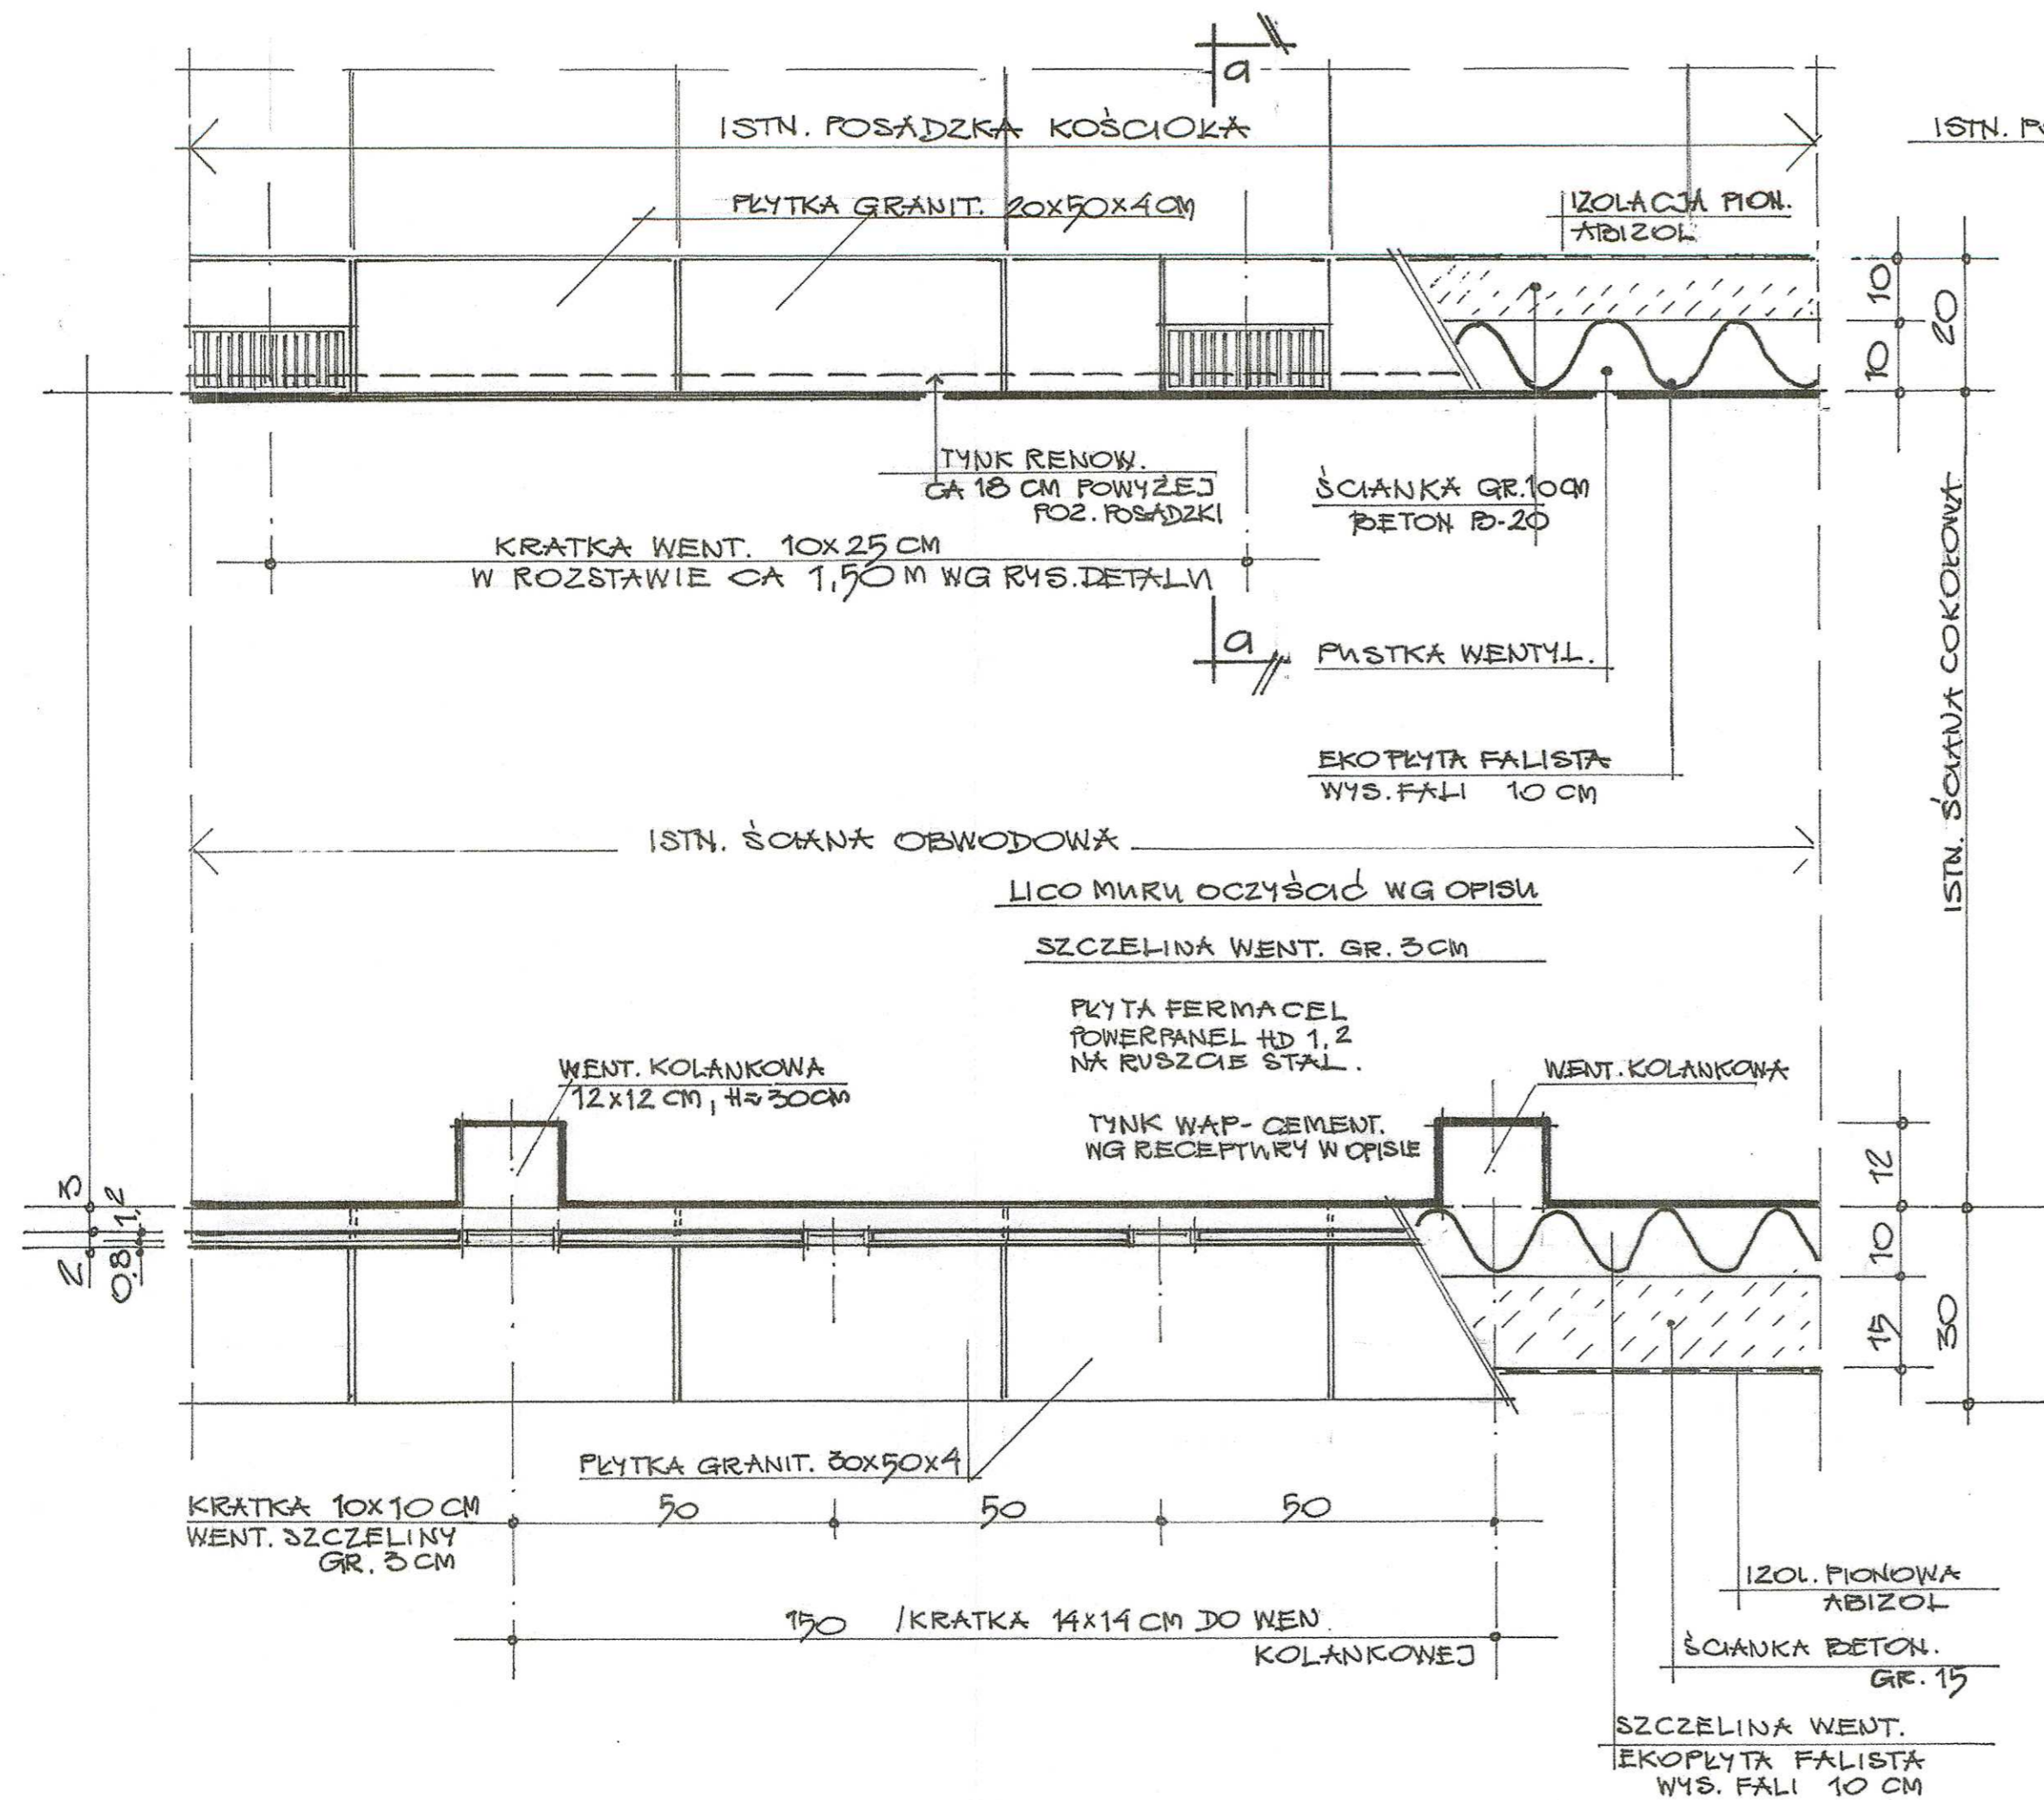 a
ISTN. POSADZKA KOŚCIOŁA
ISTN. P
PŁYTKA GRANIT. 20x50x4CM
IZOLACJA PION.
ABIZOL
10
20
10
TYNK RENOW.
CA 18 CM POWYŻEJ
POZ. POSADZKI
ŚCIANKA GR.10CM
BETON B-20
KRATKA WENT. 10x25 CM
W ROZSTAWIE CA 1,50 M WG RYS.DETALU
a
PUSTKA WENTYL.
EKOPŁYTA FALISTA
WYS. FALI 10 CM
ISTN. ŚCIANA COKOŁOWA
ISTN. ŚCIANA OBWODOWA
LICO MURU OCZYŚCIĆ WG OPISU
SZCZELINA WENT. GR. 3CM
PŁYTA FERMACEL
POWERPANEL HD 1,2
NA RUSZCIE STAL.
WENT. KOLANKOWA
12x12 CM, H≈30CM
WENT. KOLANKOWA
TYNK WAP-CEMENT.
WG RECEPTURY W OPISIE
3
1,2
2
0,8
12
10
15
30
PŁYTKA GRANIT. 30x50x4
KRATKA 10x10 CM
WENT. SZCZELINY
GR. 3 CM
50
50
50
IZOL. PIONOWA
ABIZOL
150 /KRATKA 14x14 CM DO WEN.
KOLANKOWEJ
ŚCIANKA BETON.
GR. 15
SZCZELINA WENT.
EKOPŁYTA FALISTA
WYS. FALI 10 CM